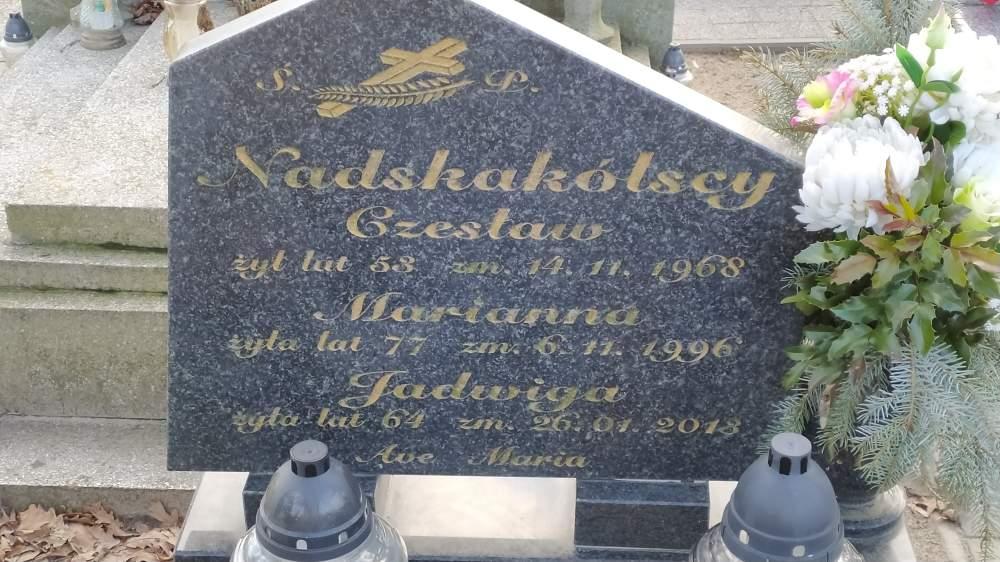 Ś. P.
Nadskakólscy
Czesław
żył lat 53 zm. 14. 11. 1968
Marianna
żyła lat 77 zm. 6. 11. 1996
Jadwiga
żyła lat 64 zm. 26. 01. 2013
Ave Maria